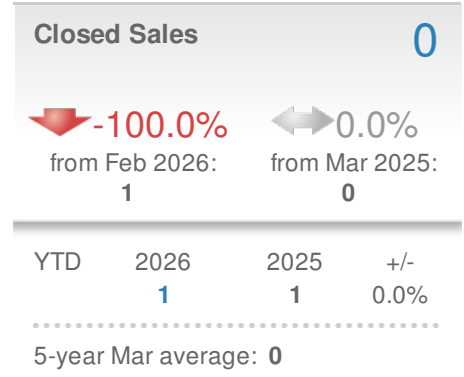 Closed Sales 0
-100.0% 0.0%
from Feb 2026: from Mar 2025:
1 0
YTD 2026 2025 +/-
1 1 0.0%
5-year Mar average: 0